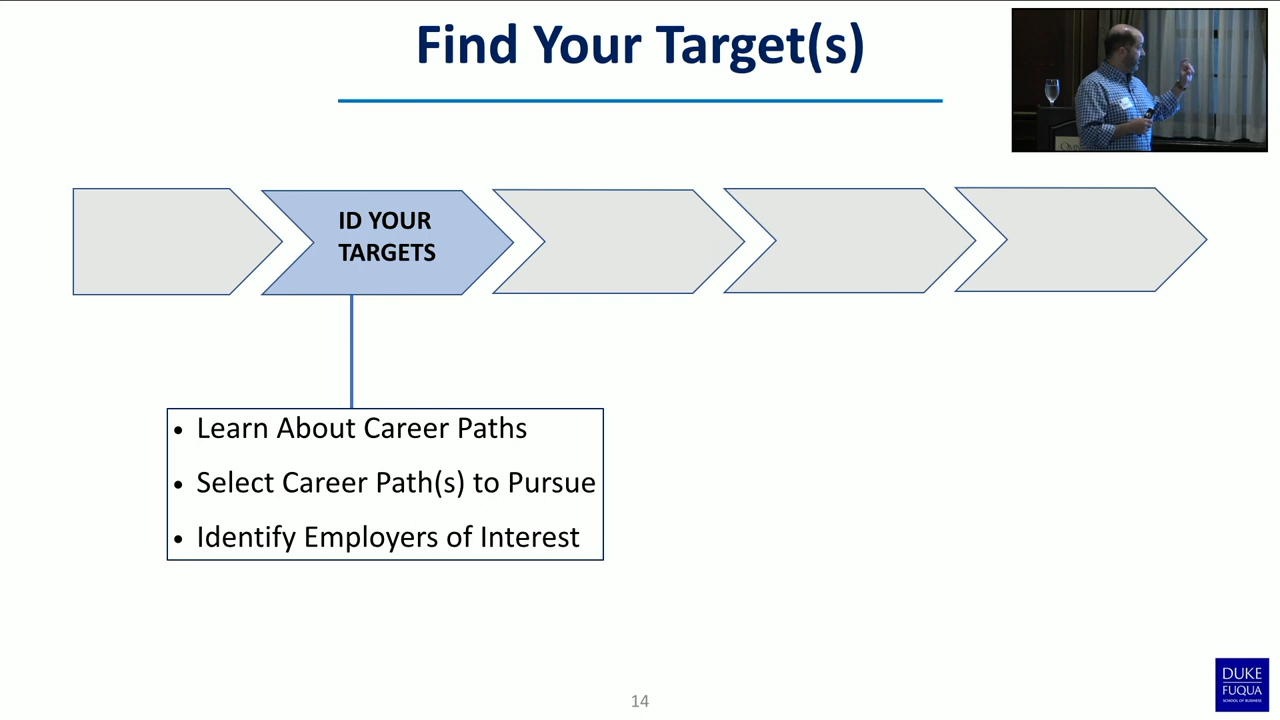 Find Your Target(s)
ID YOUR
TARGETS
• Learn About Career Paths
• Select Career Path(s) to Pursue
• Identify Employers of Interest
14
DUKE
FUQUA
SCHOOL OF BUSINESS